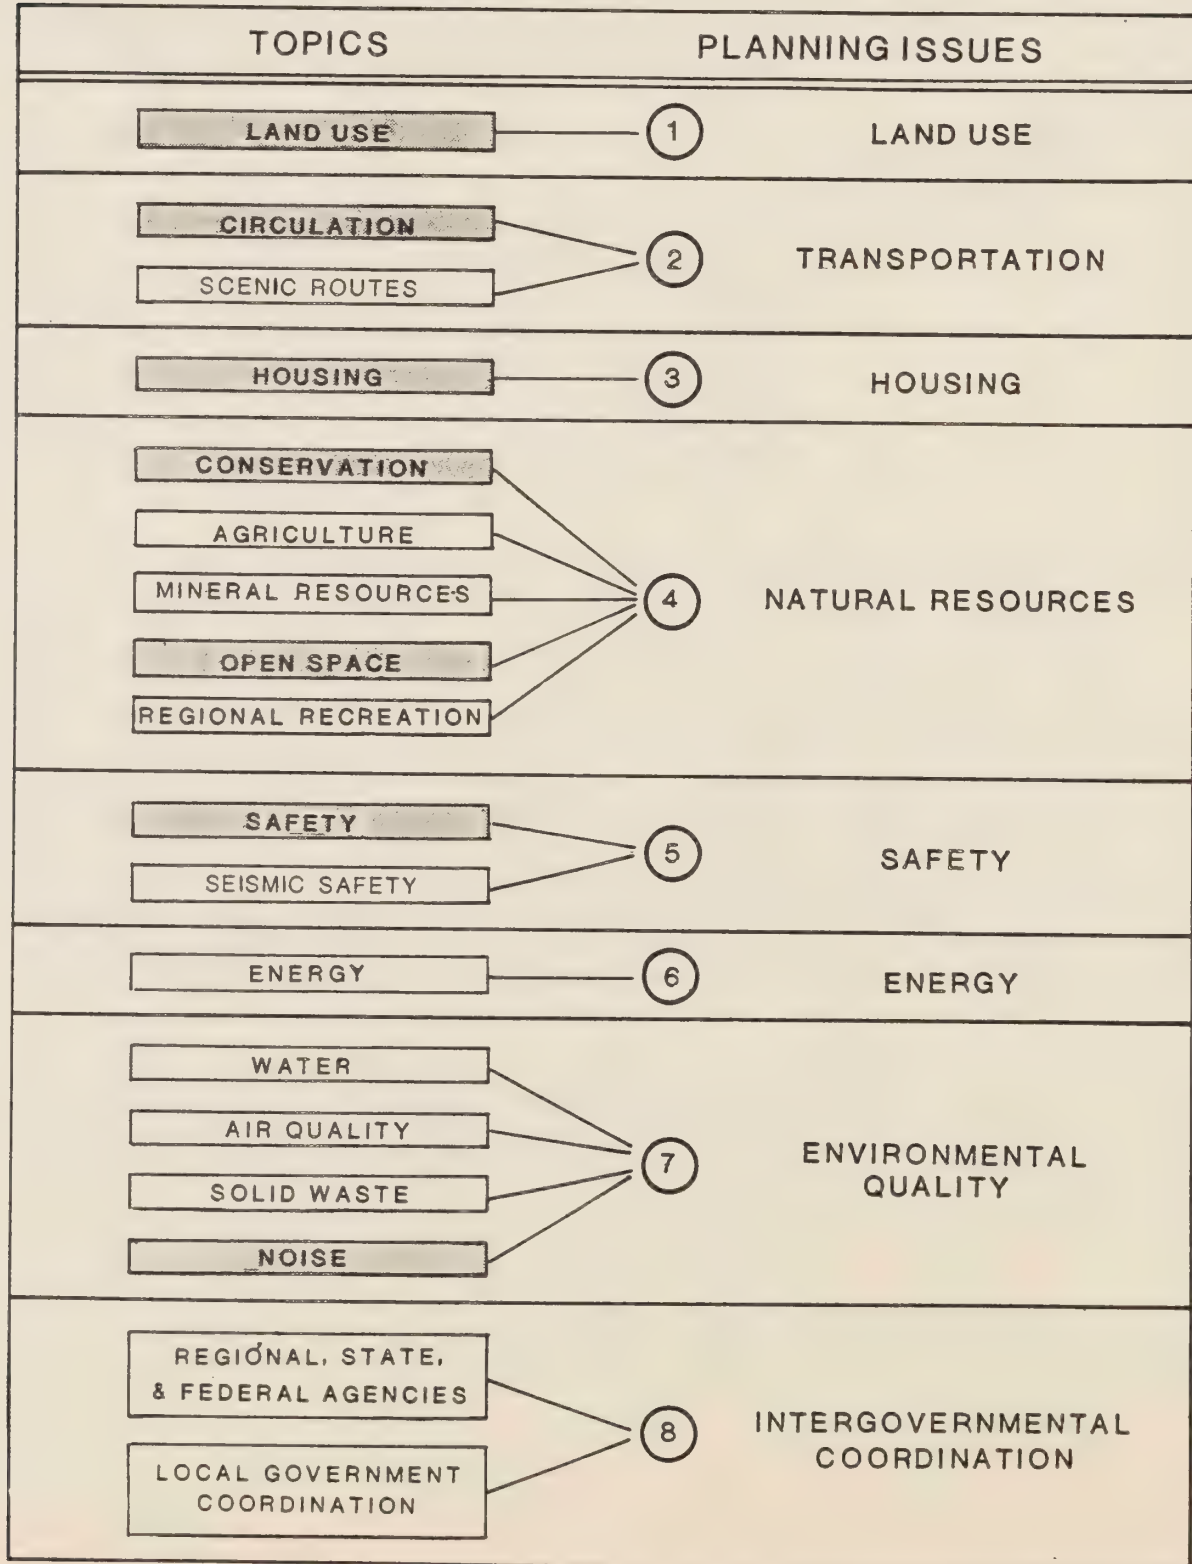 TOPICS PLANNING ISSUES
LAND USE 1 LAND USE
CIRCULATION
SCENIC ROUTES
2 TRANSPORTATION
HOUSING 3 HOUSING
CONSERVATION
AGRICULTURE
MINERAL RESOURCES
OPEN SPACE
REGIONAL RECREATION
4 NATURAL RESOURCES
SAFETY
SEISMIC SAFETY
5 SAFETY
ENERGY 6 ENERGY
WATER
AIR QUALITY
SOLID WASTE
NOISE
7 ENVIRONMENTAL
QUALITY
REGIONAL, STATE,
& FEDERAL AGENCIES
LOCAL GOVERNMENT
COORDINATION
8 INTERGOVERNMENTAL
COORDINATION